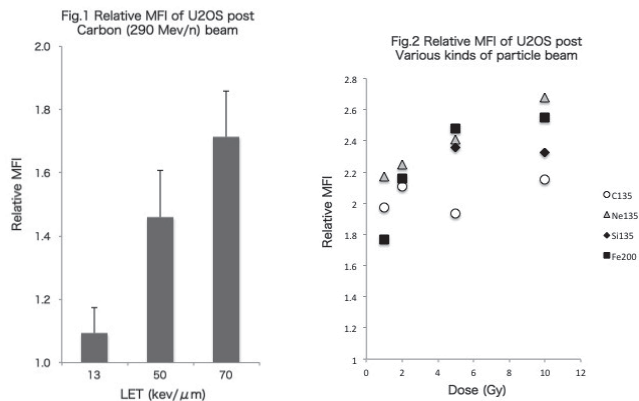 Fig.1 Relative MFI of U2OS post
Carbon (290 Mev/n) beam
2.0
1.8
1.6
1.4
1.2
1.0
Relative MFI
13 50 70
LET (kev/μm)
Fig.2 Relative MFI of U2OS post
Various kinds of particle beam
2.8
2.6
2.4
2.2
2
1.8
1.6
1.4
1.2
1
Relative MFI
0 2 4 6 8 10 12
Dose (Gy)
C135
Ne135
Si135
Fe200